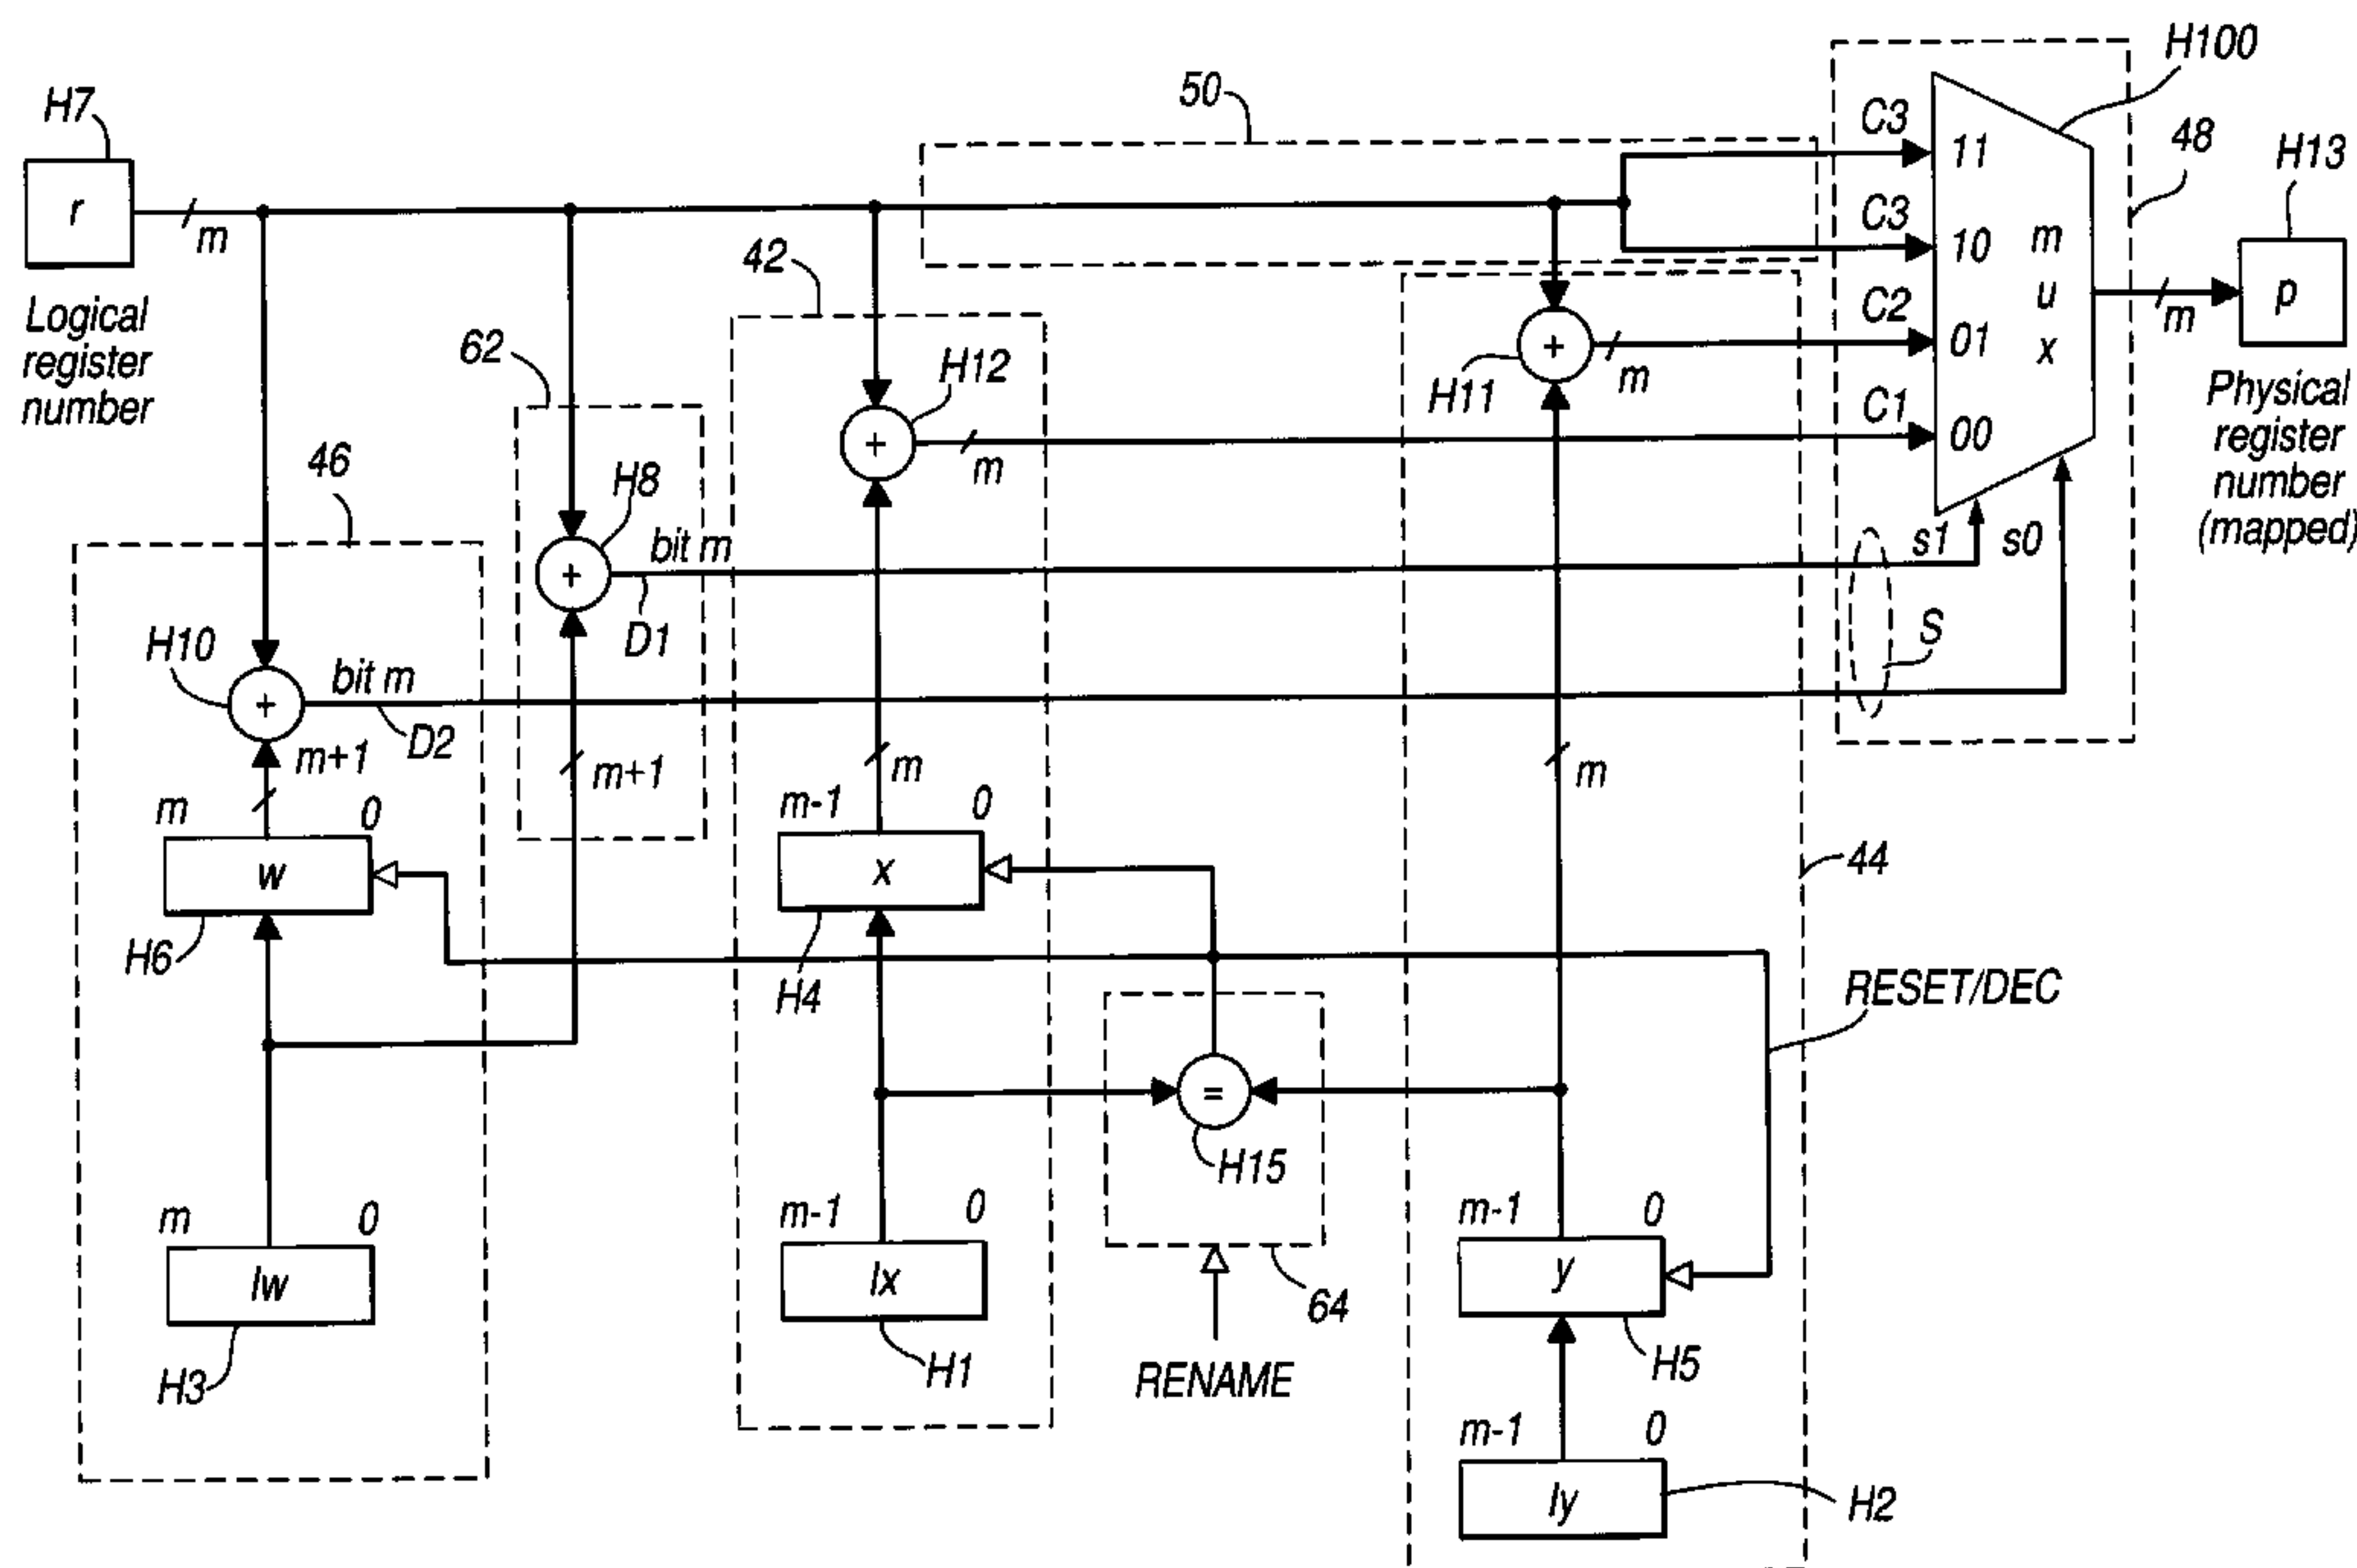 H100
50
H7
C3
11
48
H13
r
m
C3
10
m
u
x
p
m
42
C2
01
Logical
register
number
62
H12
+
H11
m
C1
00
Physical
register
number
(mapped)
+
m
46
H8
bit m
s1
s0
+
D1
H10
bit m
S
+
D2
m+1
m+1
m
m
m
0
m-1
0
w
x
44
H6
H4
RESET/DEC
=
H15
m
0
m-1
0
m-1
0
Iw
Ix
y
64
H3
H1
RENAME
H5
m-1
0
Iy
H2